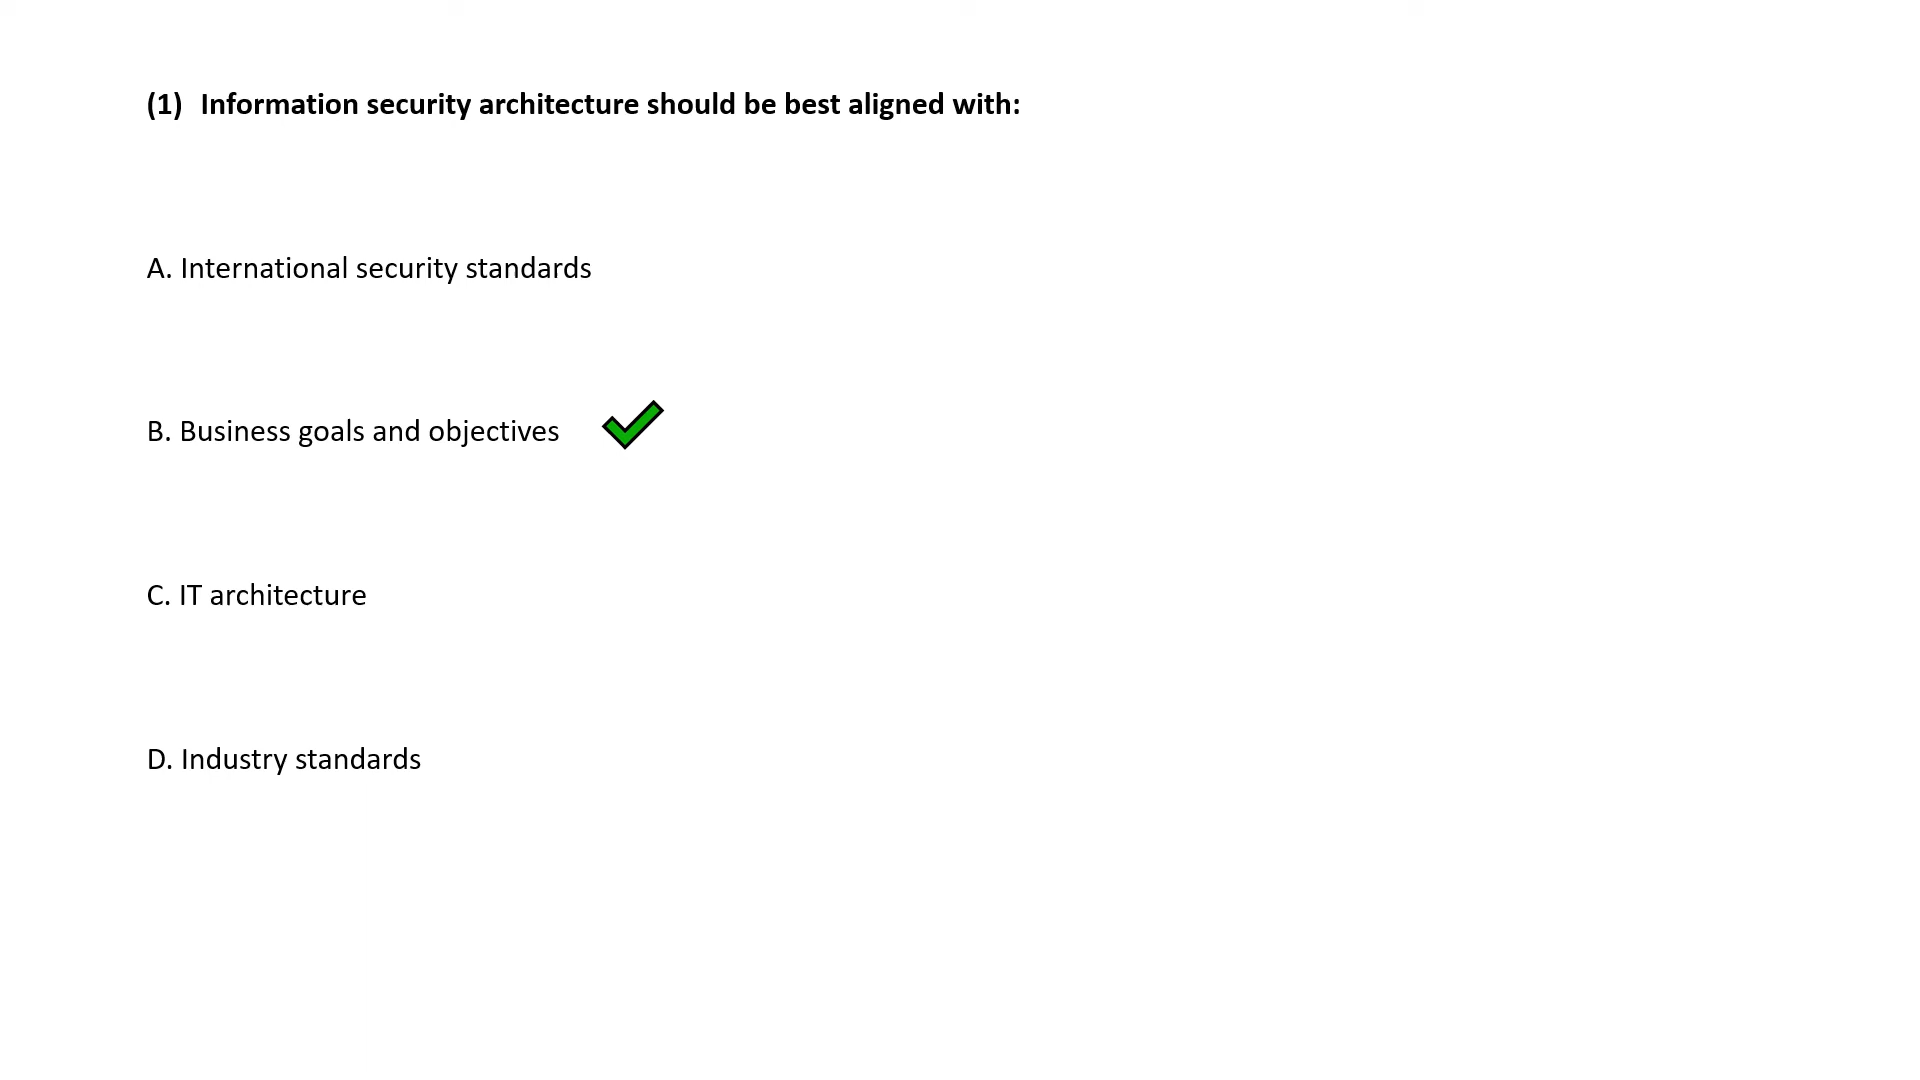 (1) Information security architecture should be best aligned with:
A. International security standards
B. Business goals and objectives
C. IT architecture
D. Industry standards